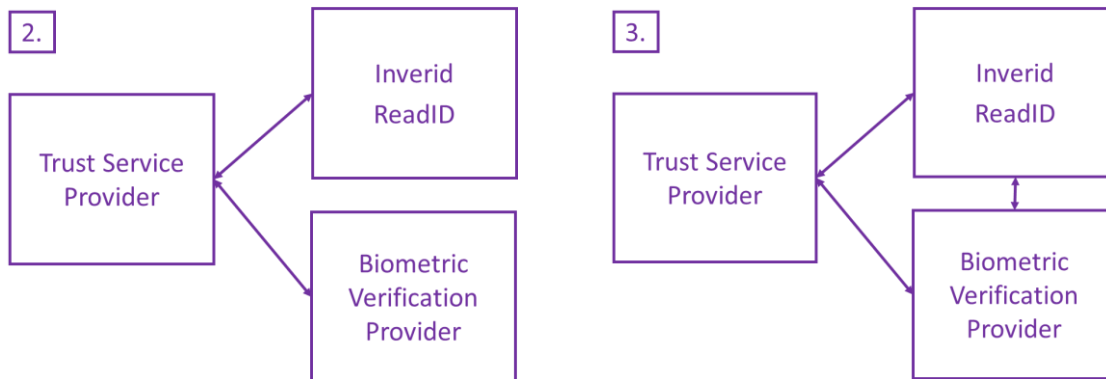 2.
Inverid
ReadID
Trust Service
Provider
Biometric
Verification
Provider
3.
Inverid
ReadID
Trust Service
Provider
Biometric
Verification
Provider